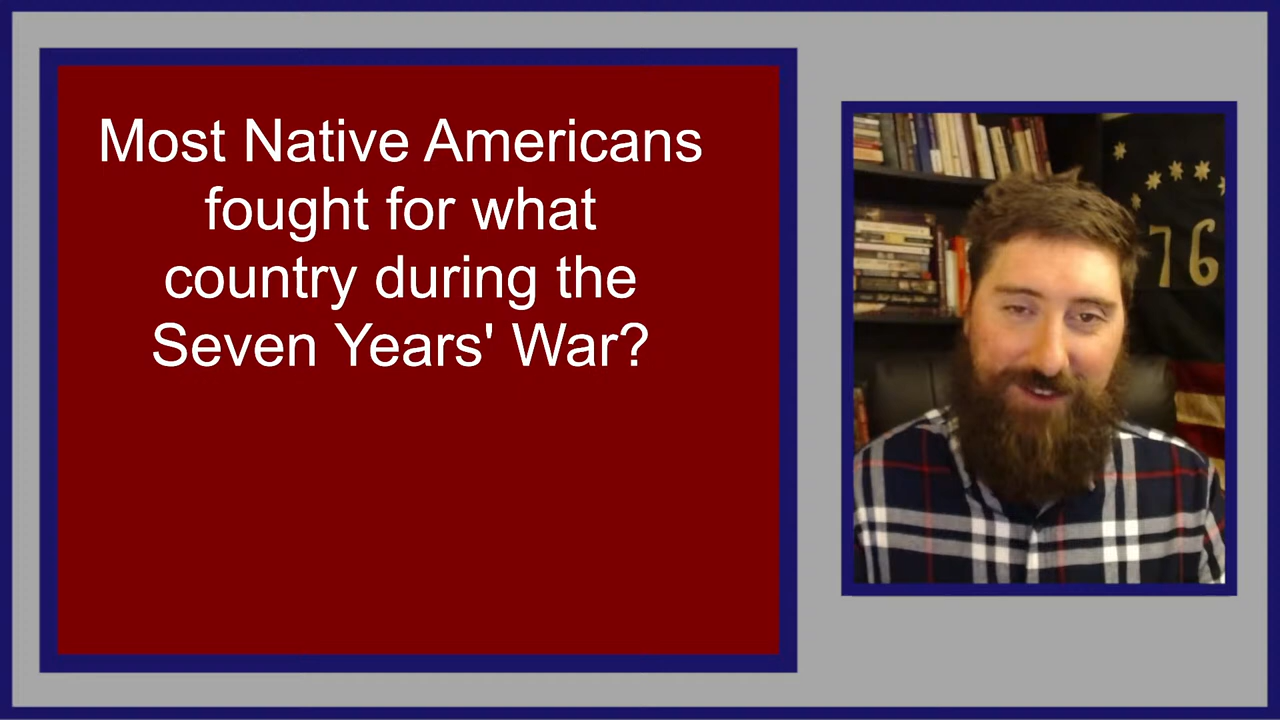 Most Native Americans
fought for what
country during the
Seven Years' War?
76